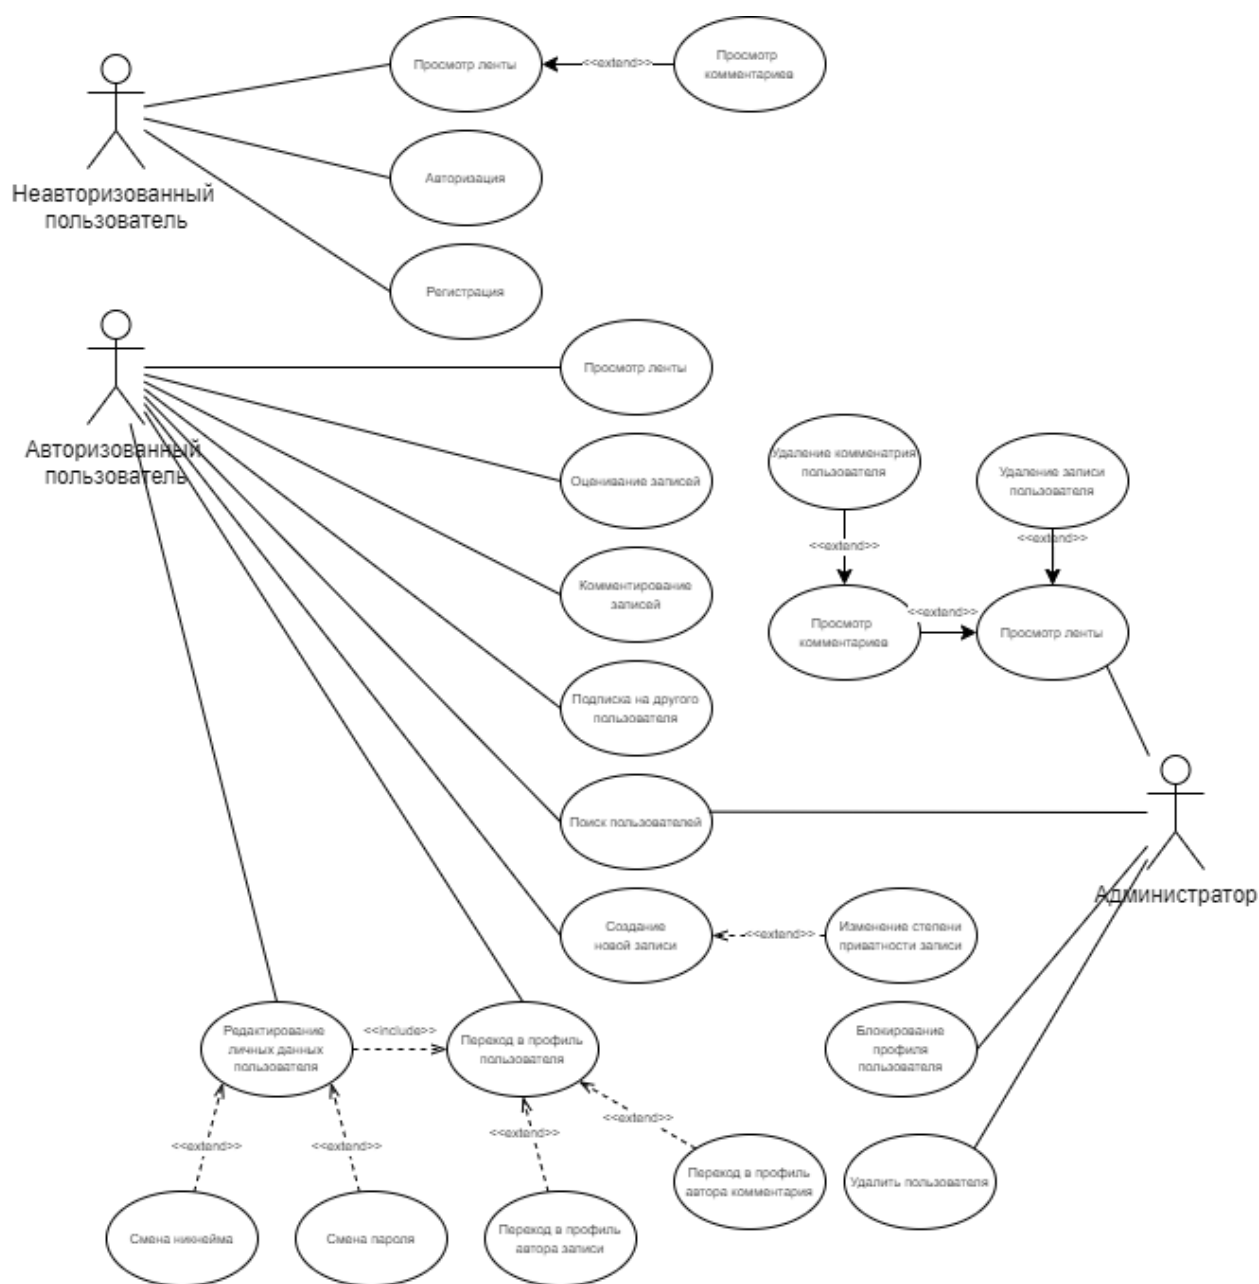 Просмотр ленты
<<extend>>
Просмотр
комментариев
Неавторизованный
пользователь
Авторизация
Регистрация
Авторизованный
пользователь
Просмотр ленты
Оценивание записей
Комментирование
записей
Подписка на другого
пользователя
Поиск пользователей
Удаление комменатрия
пользователя
Удаление записи
пользователя
<<extend>>
<<extend>>
Просмотр
комментариев
<<extend>>
Просмотр ленты
Администратор
Создание
новой записи
<<extend>>
Изменение степени
приватности записи
Редактирование
личных данных
пользователя
<<include>>
Переход в профиль
пользователя
Блокирование
профиля
пользователя
<<extend>>
<<extend>>
<<extend>>
<<extend>>
Смена никнейма
Смена пароля
Переход в профиль
автора записи
Переход в профиль
автора комментария
Удалить пользователя